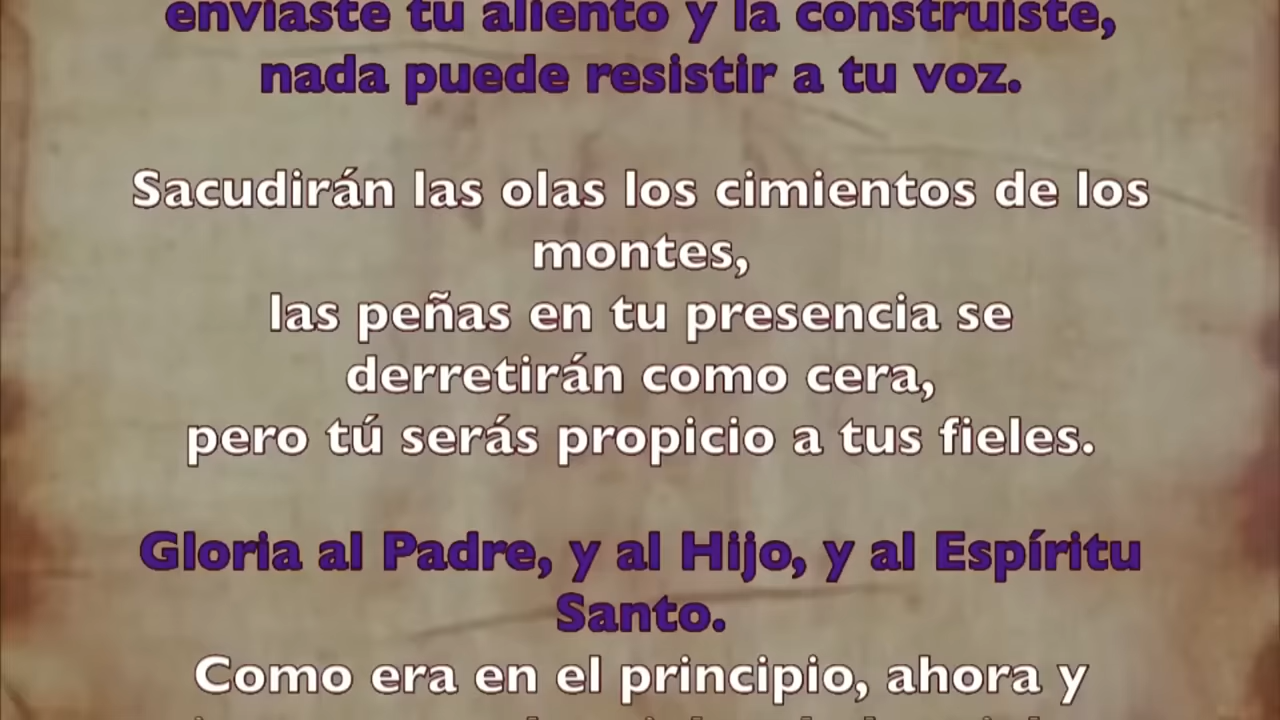 enviaste tu aliento y la construiste,
nada puede resistir a tu voz.
Sacudirán las olas los cimientos de los
montes,
las peñas en tu presencia se
derretirán como cera,
pero tú serás propicio a tus fieles.
Gloria al Padre, y al Hijo, y al Espíritu
Santo.
Como era en el principio, ahora y